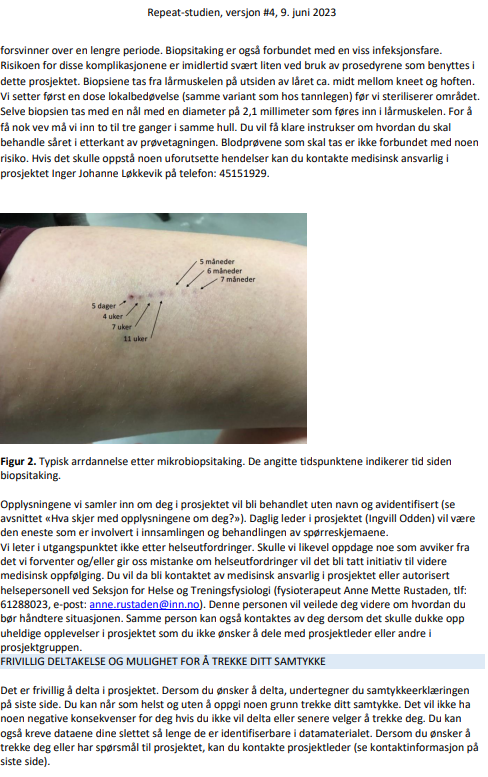 Repeat-studien, versjon #4, 9. juni 2023
forsvinner over en lengre periode. Biopsitaking er også forbundet med en viss infeksjonsfare.
Risikoen for disse komplikasjonene er imidlertid svært liten ved bruk av prosedyrene som benyttes i
dette prosjektet. Biopsiene tas fra lårmuskelen på utsiden av låret ca. midt mellom kneet og hoften.
Vi setter først en dose lokalbedøvelse (samme variant som hos tannlegen) før vi steriliserer området.
Selve biopsien tas med en nål med en diameter på 2,1 millimeter som føres inn i lårmuskelen. For å
få nok vev må vi inn to til tre ganger i samme hull. Du vil få klare instrukser om hvordan du skal
behandle såret i etterkant av prøvetagningen. Blodprøvene som skal tas er ikke forbundet med noen
risiko. Hvis det skulle oppstå noen uforutsette hendelser kan du kontakte medisinsk ansvarlig i
prosjektet Inger Johanne Løkkevik på telefon: 45151929.
5 måneder
6 måneder
7 måneder
5 dager
4 uker
7 uker
11 uker
Figur 2. Typisk arrdannelse etter mikrobiopsitaking. De angitte tidspunktene indikerer tid siden
biopsitaking.
Opplysningene vi samler inn om deg i prosjektet vil bli behandlet uten navn og avidentifisert (se
avsnittet «Hva skjer med opplysningene om deg?»). Daglig leder i prosjektet (Ingvill Odden) vil være
den eneste som er involvert i innsamlingen og behandlingen av spørreskjemaene.
Vi leter i utgangspunktet ikke etter helseutfordringer. Skulle vi likevel oppdage noe som avviker fra
det vi forventer og/eller gir oss mistanke om helseutfordringer vil det bli tatt initiativ til videre
medisinsk oppfølging. Du vil da bli kontaktet av medisinsk ansvarlig i prosjektet eller autorisert
helsepersonell ved Seksjon for Helse og Treningsfysiologi (fysioterapeut Anne Mette Rustaden, tlf:
61288023, e-post: anne.rustaden@inn.no). Denne personen vil veilede deg videre om hvordan du
bør håndtere situasjonen. Samme person kan også kontaktes av deg dersom det skulle dukke opp
uheldige opplevelser i prosjektet som du ikke ønsker å dele med prosjektleder eller andre i
prosjektgruppen.
FRIVILLIG DELTAKELSE OG MULIGHET FOR Å TREKKE DITT SAMTYKKE
Det er frivillig å delta i prosjektet. Dersom du ønsker å delta, undertegner du samtykkeerklæringen
på siste side. Du kan når som helst og uten å oppgi noen grunn trekke ditt samtykke. Det vil ikke ha
noen negative konsekvenser for deg hvis du ikke vil delta eller senere velger å trekke deg. Du kan
også kreve dataene dine slettet så lenge de er identifiserbare i datamaterialet. Dersom du ønsker å
trekke deg eller har spørsmål til prosjektet, kan du kontakte prosjektleder (se kontaktinformasjon på
siste side).